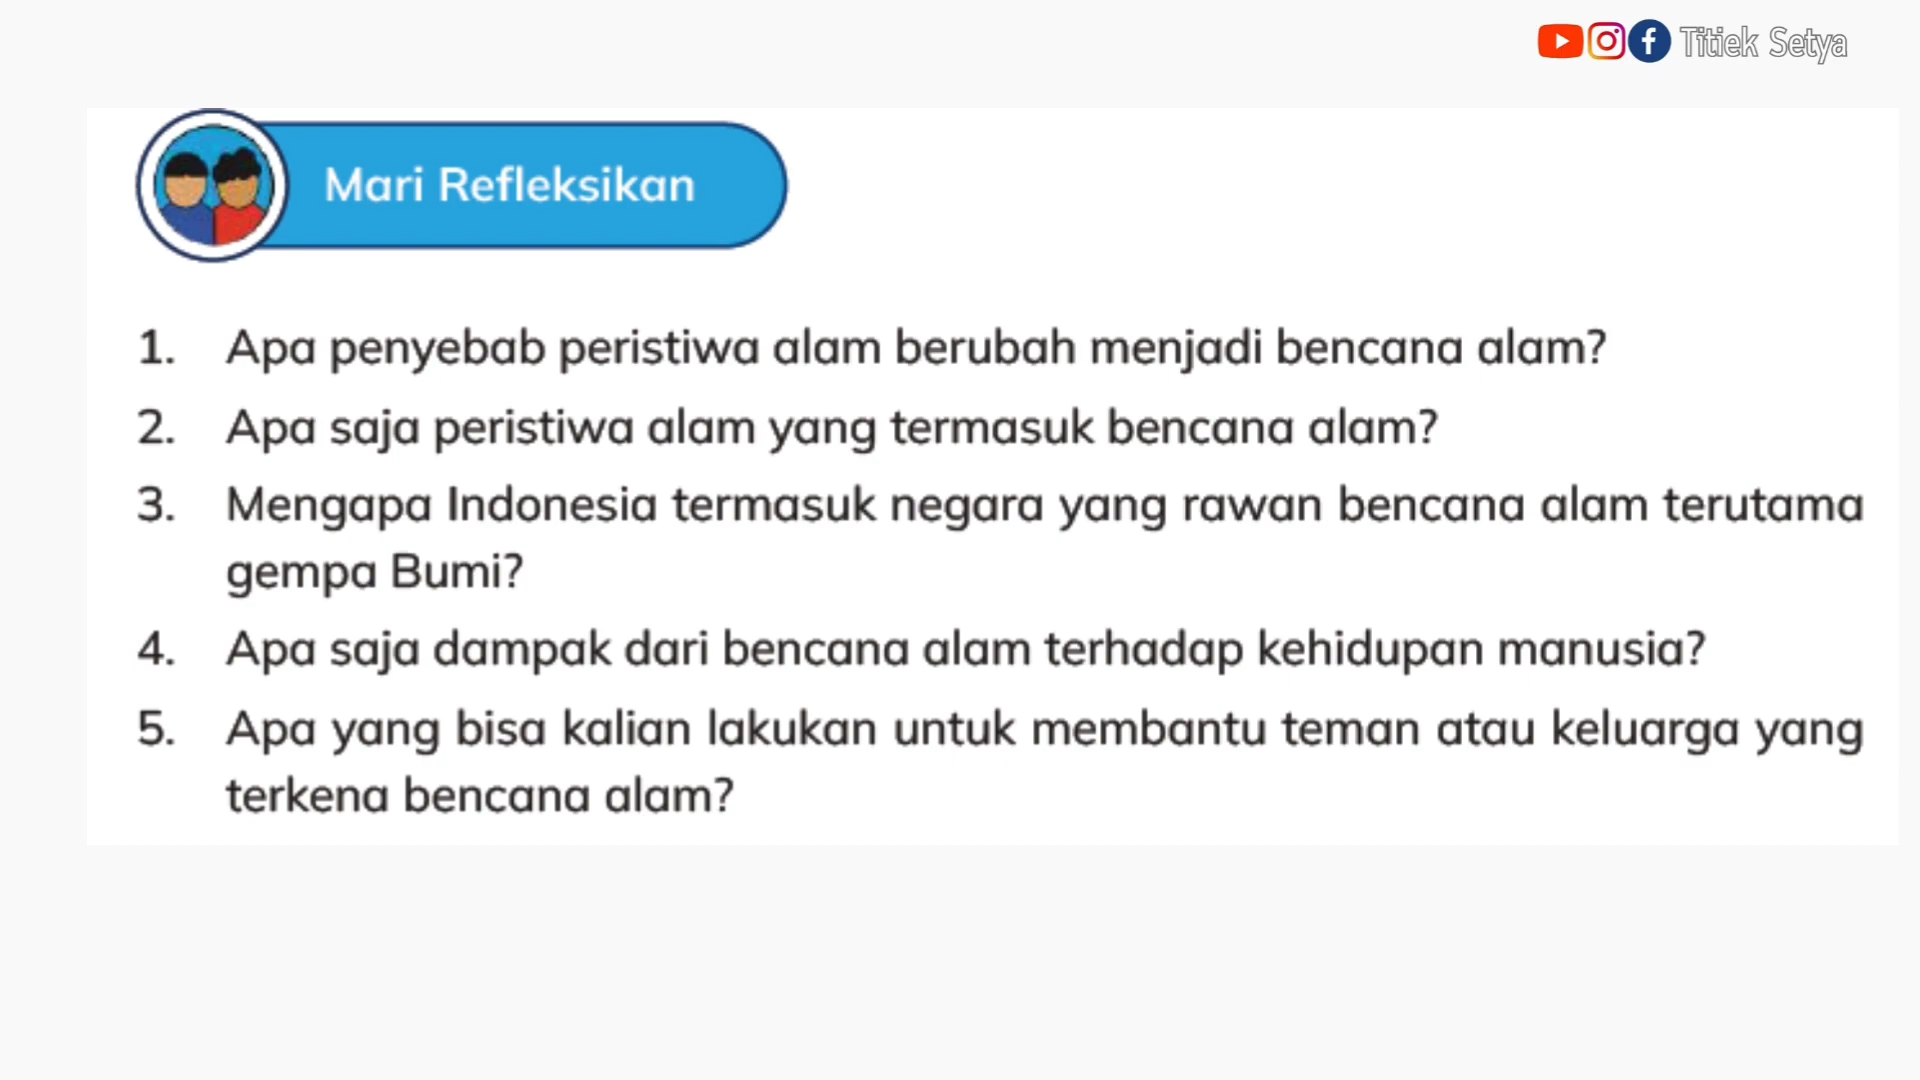 Titiek Setya
Mari Refleksikan
1. Apa penyebab peristiwa alam berubah menjadi bencana alam?
2. Apa saja peristiwa alam yang termasuk bencana alam?
3. Mengapa Indonesia termasuk negara yang rawan bencana alam terutama
gempa Bumi?
4. Apa saja dampak dari bencana alam terhadap kehidupan manusia?
5. Apa yang bisa kalian lakukan untuk membantu teman atau keluarga yang
terkena bencana alam?